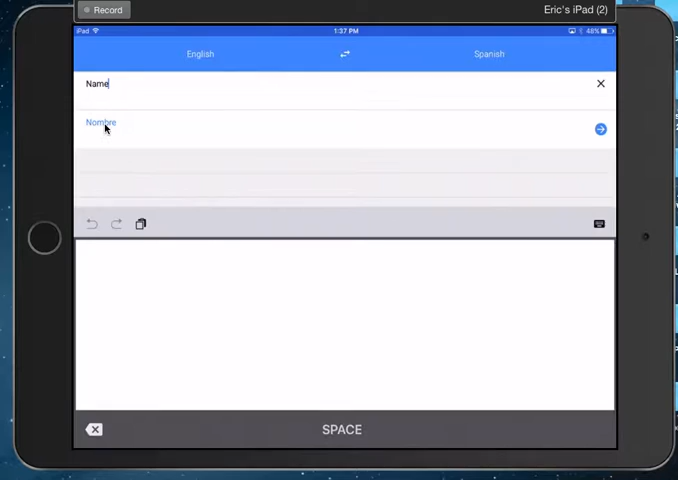 Record
Eric's iPad (2)
iPad
1:37 PM
48%
English
Spanish
Name
Nombre
SPACE